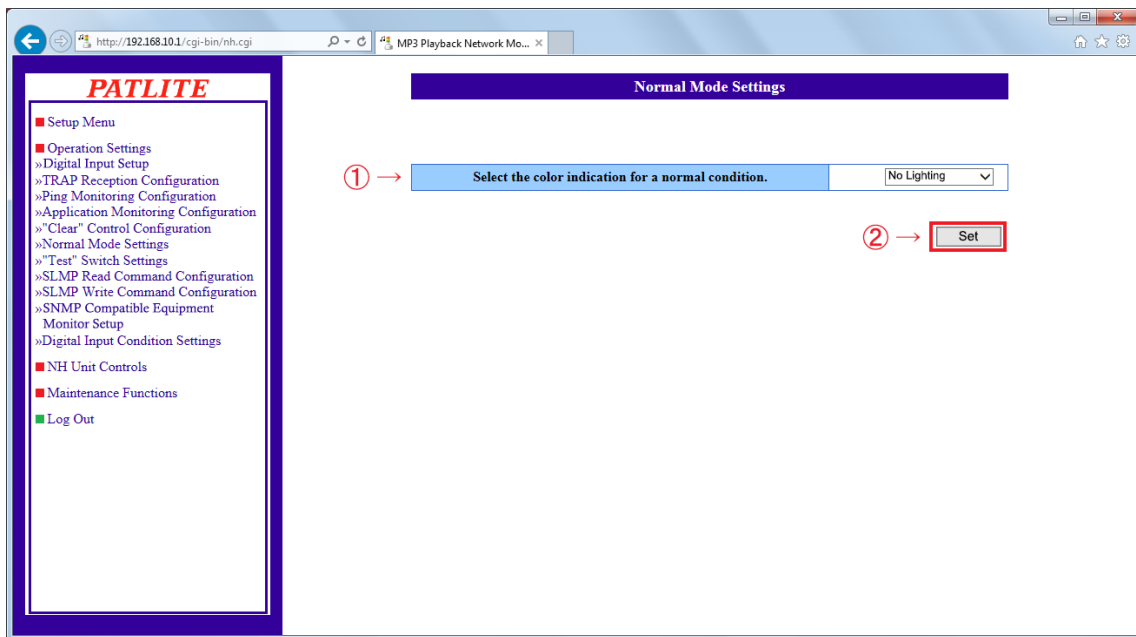 http://192.168.10.1/cgi-bin/nh.cgi
MP3 Playback Network Mo...
PATLITE
Setup Menu
Operation Settings
»Digital Input Setup
»TRAP Reception Configuration
»Ping Monitoring Configuration
»Application Monitoring Configuration
»"Clear" Control Configuration
»Normal Mode Settings
»"Test" Switch Settings
»SLMP Read Command Configuration
»SLMP Write Command Configuration
»SNMP Compatible Equipment
Monitor Setup
»Digital Input Condition Settings
NH Unit Controls
Maintenance Functions
Log Out
Normal Mode Settings
① → Select the color indication for a normal condition. No Lighting
② → Set